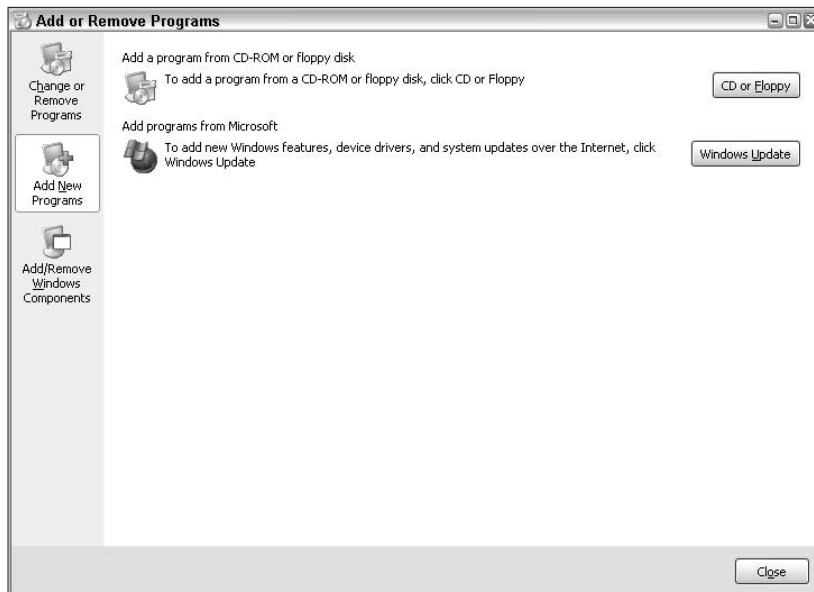 Add or Remove Programs
Change or
Remove
Programs
Add New
Programs
Add/Remove
Windows
Components
Add a program from CD-ROM or floppy disk
To add a program from a CD-ROM or floppy disk, click CD or Floppy
CD or Floppy
Add programs from Microsoft
To add new Windows features, device drivers, and system updates over the Internet, click
Windows Update
Windows Update
Close